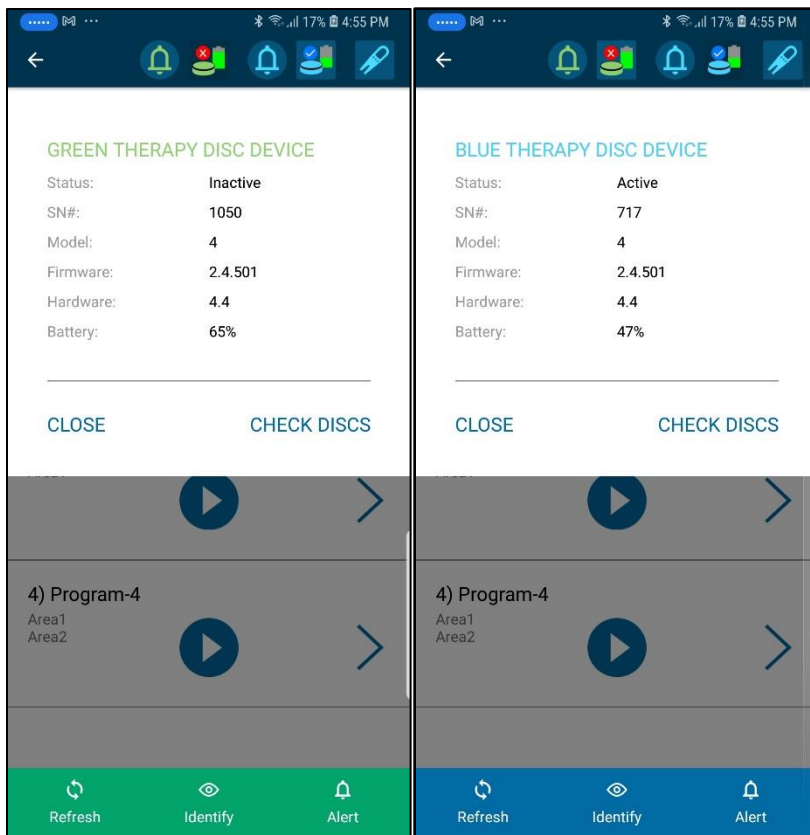 17% 4:55 PM
GREEN THERAPY DISC DEVICE
Status: Inactive
SN#: 1050
Model: 4
Firmware: 2.4.501
Hardware: 4.4
Battery: 65%
CLOSE CHECK DISCS
4) Program-4
Area1
Area2
Refresh Identify Alert
17% 4:55 PM
BLUE THERAPY DISC DEVICE
Status: Active
SN#: 717
Model: 4
Firmware: 2.4.501
Hardware: 4.4
Battery: 47%
CLOSE CHECK DISCS
4) Program-4
Area1
Area2
Refresh Identify Alert